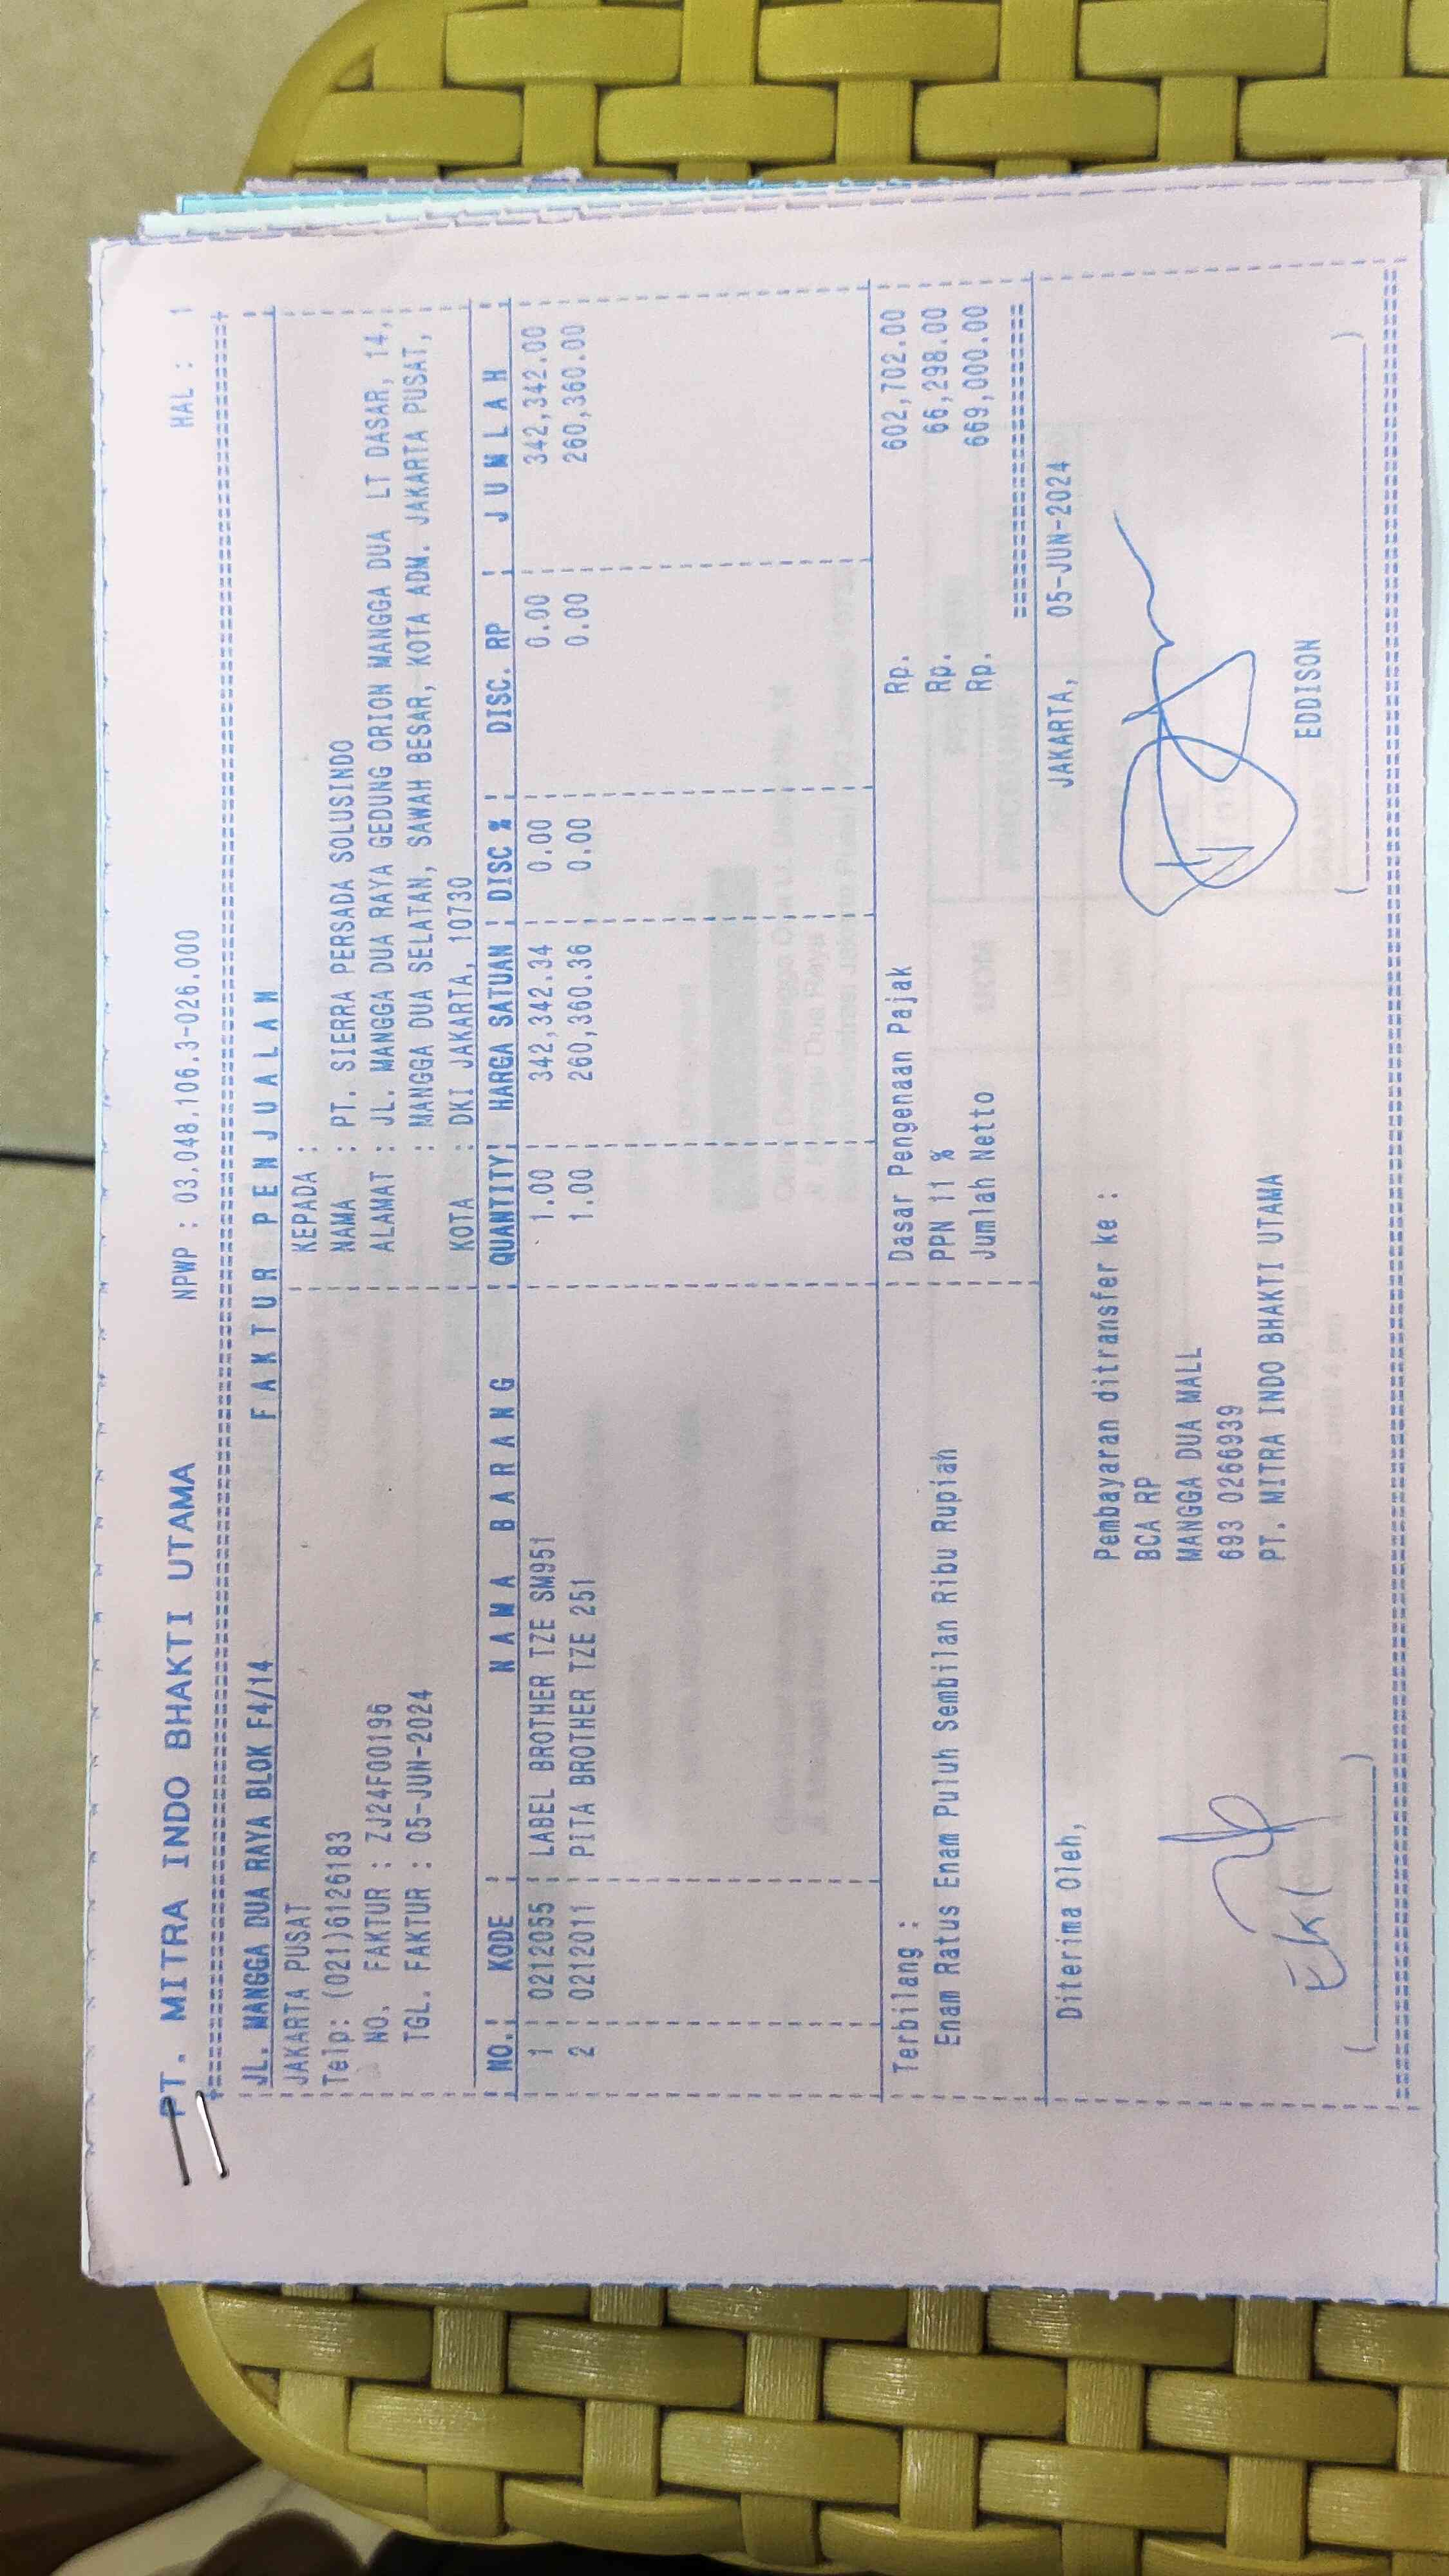 PT. MITRA INDO BHAKTI UTAMA NPWP : 03.048.106.3-026.000 HAL : 1
JL. MANGGA DUA RAYA BLOK F4/14 FAKTUR PENJUALAN
JAKARTA PUSAT KEPADA :
Telp: (021)6126183 NAMA : PT. SIERRA PERSADA SOLUSINDO
NO. FAKTUR : ZJ24F00196 ALAMAT : JL. MANGGA DUA RAYA GEDUNG ORION MANGGA DUA LT DASAR, 14,
TGL. FAKTUR : 05-JUN-2024 : MANGGA DUA SELATAN, SAWAH BESAR, KOTA ADM. JAKARTA PUSAT,
KOTA : DKI JAKARTA, 10730
NO. KODE NAMA BARANG QUANTITY HARGA SATUAN DISC % DISC. RP JUMLAH
1 0212055 LABEL BROTHER TZE SM951 1.00 342,342.34 0.00 0.00 342,342.00
2 0212011 PITA BROTHER TZE 251 1.00 260,360.36 0.00 0.00 260,360.00
Terbilang : Dasar Pengenaan Pajak Rp. 602,702.00
Enam Ratus Enam Puluh Sembilan Ribu Rupiah PPN 11 % Rp. 66,298.00
Jumlah Netto Rp. 669,000.00
Diterima Oleh, JAKARTA, 05-JUN-2024
Pembayaran ditransfer ke :
BCA RP
MANGGA DUA MALL
693 0266939
PT. MITRA INDO BHAKTI UTAMA
EDDISON